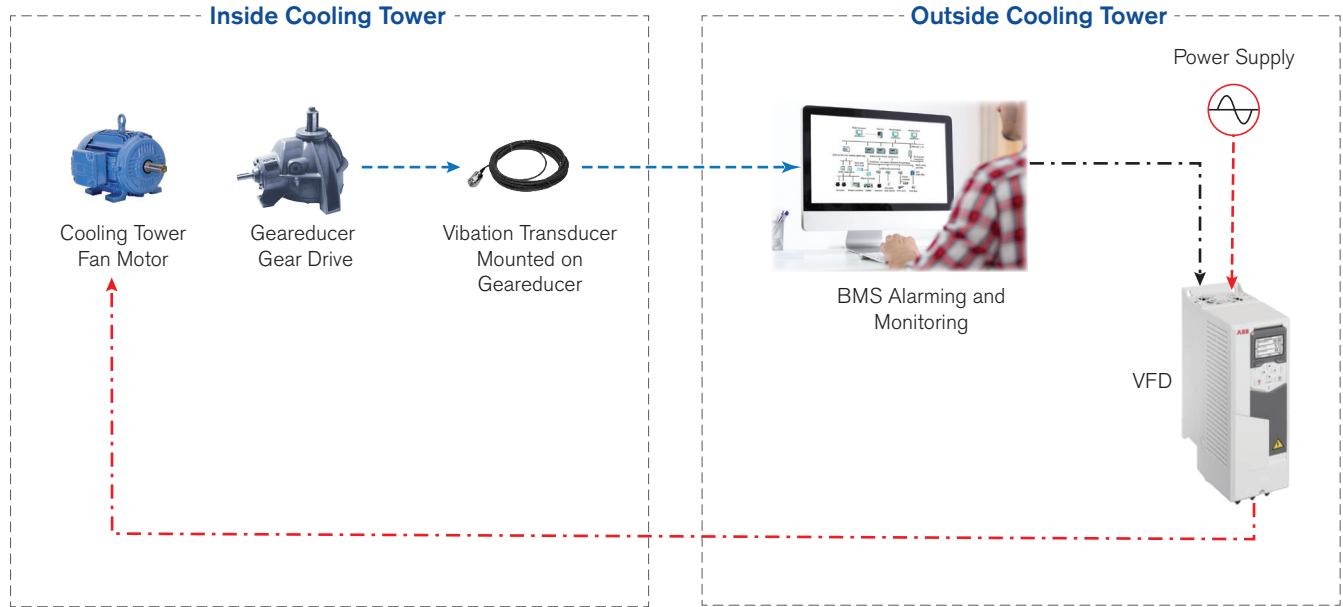 Inside Cooling Tower
Outside Cooling Tower
Power Supply
Cooling Tower
Fan Motor
Geareducer
Gear Drive
Vibation Transducer
Mounted on
Geareducer
BMS Alarming and
Monitoring
ABB
VFD